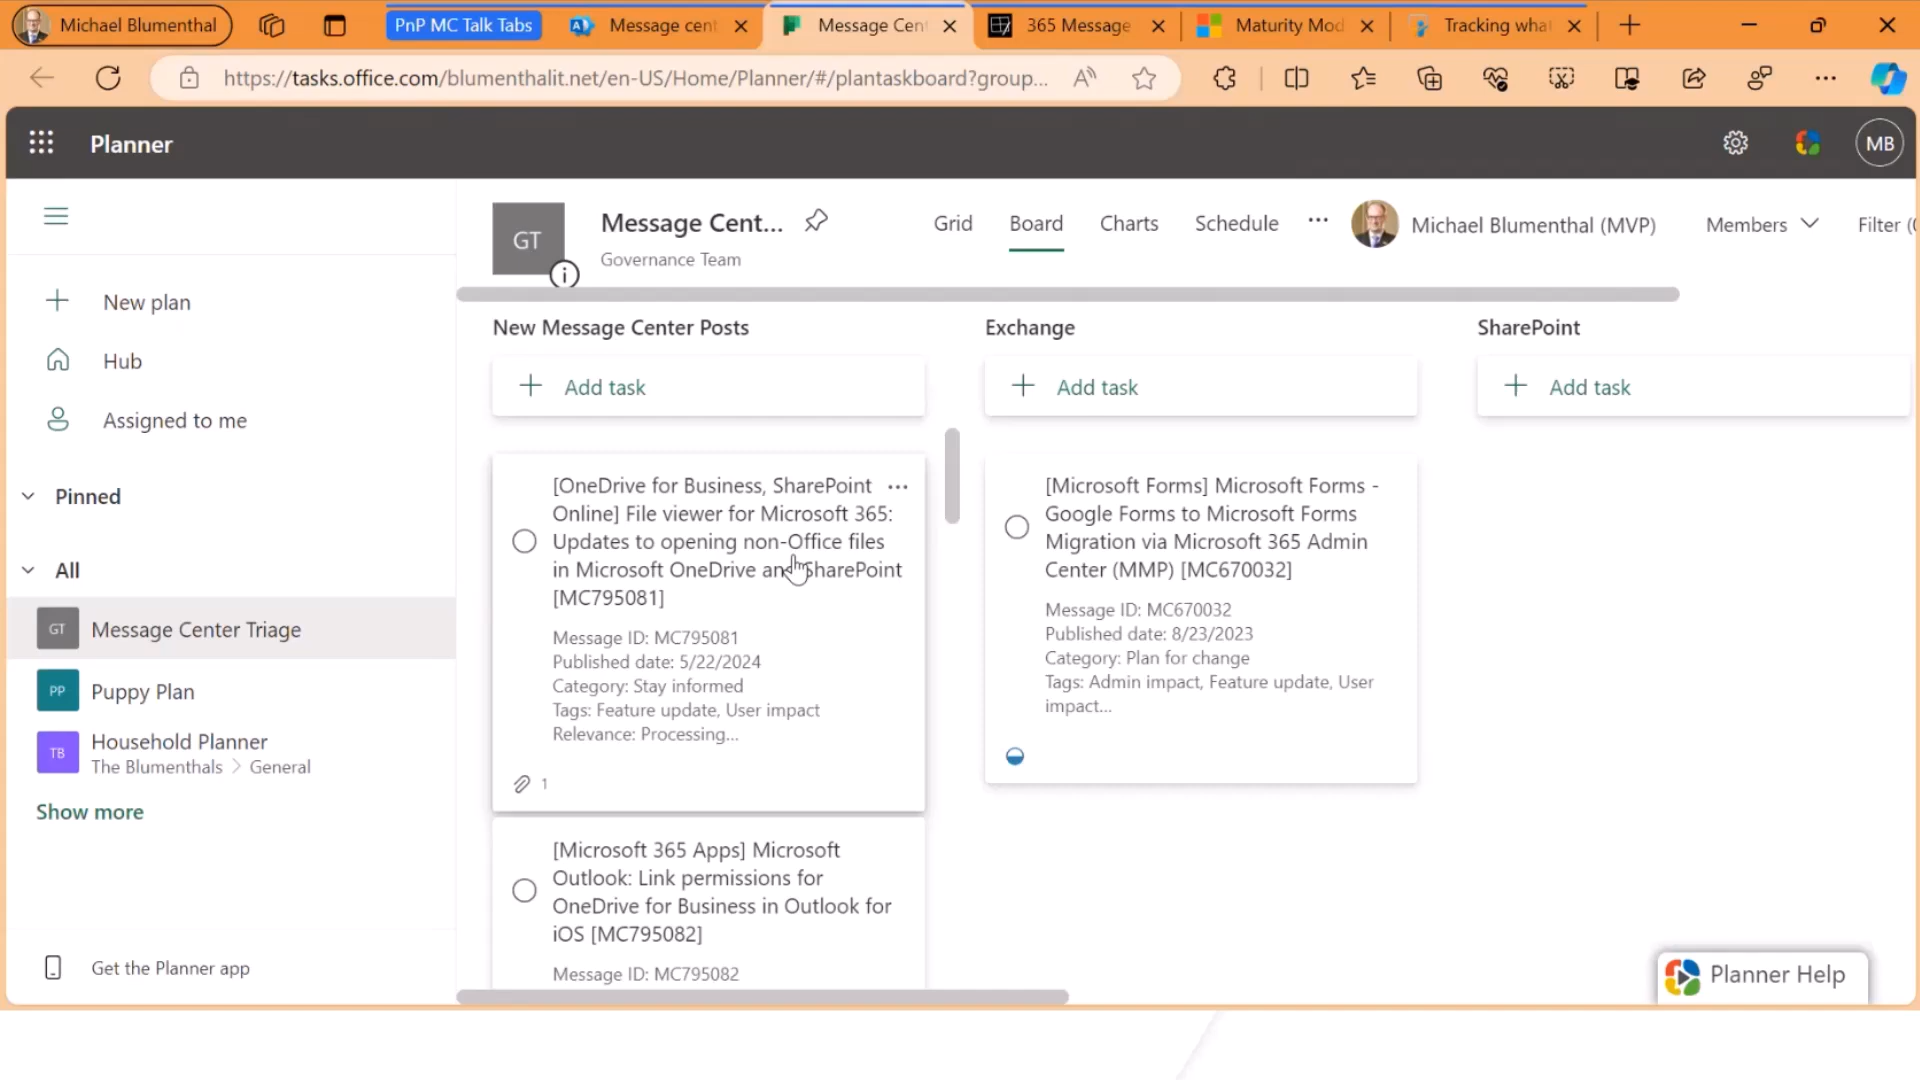 Michael Blumenthal
PnP MC Talk Tabs
Message cent
Message Cen
365 Message
Maturity Mod
Tracking wha
https://tasks.office.com/blumenthalit.net/en-US/Home/Planner/#/plantaskboard?group...
Planner
MB
New plan
Hub
Assigned to me
Pinned
All
GT
Message Center Triage
PP
Puppy Plan
TB
Household Planner
The Blumenthals > General
Show more
Get the Planner app
GT
Message Cent...
Governance Team
Grid
Board
Charts
Schedule
Michael Blumenthal (MVP)
Members
Filter (
New Message Center Posts
Add task
[OneDrive for Business, SharePoint
Online] File viewer for Microsoft 365:
Updates to opening non-Office files
in Microsoft OneDrive and SharePoint
[MC795081]
Message ID: MC795081
Published date: 5/22/2024
Category: Stay informed
Tags: Feature update, User impact
Relevance: Processing...
1
[Microsoft 365 Apps] Microsoft
Outlook: Link permissions for
OneDrive for Business in Outlook for
iOS [MC795082]
Message ID: MC795082
Exchange
Add task
[Microsoft Forms] Microsoft Forms -
Google Forms to Microsoft Forms
Migration via Microsoft 365 Admin
Center (MMP) [MC670032]
Message ID: MC670032
Published date: 8/23/2023
Category: Plan for change
Tags: Admin impact, Feature update, User
impact...
SharePoint
Add task
Planner Help